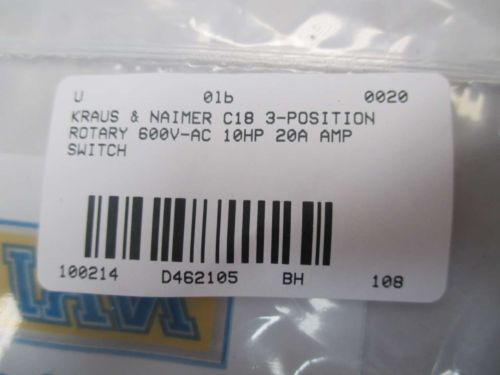 U 01b 0020
KRAUS & NAIMER C18 3-POSITION
ROTARY 600V-AC 10HP 20A AMP
SWITCH
100214 D462105 BH 108